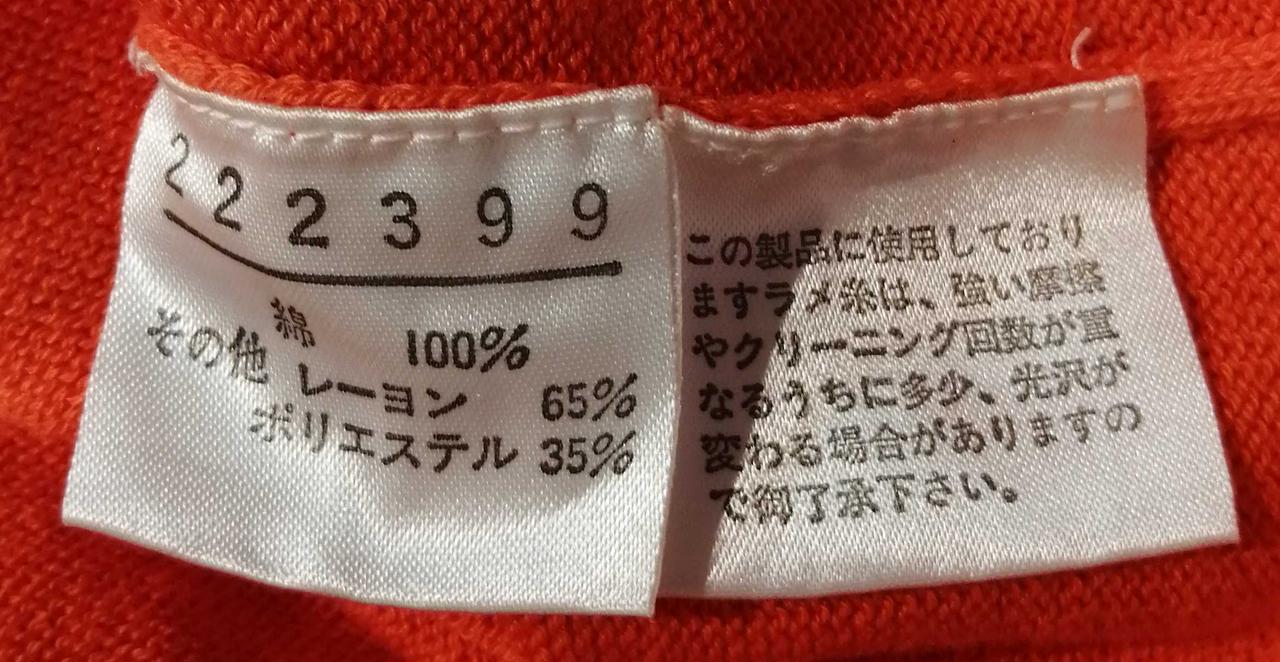 222399
綿 100%
その他 レーヨン 65%
ポリエステル 35%
この製品に使用しており
ますラメ糸は、強い摩擦
やクリーニング回数が重
なるうちに多少、光沢が
変わる場合がありますの
で御了承下さい。